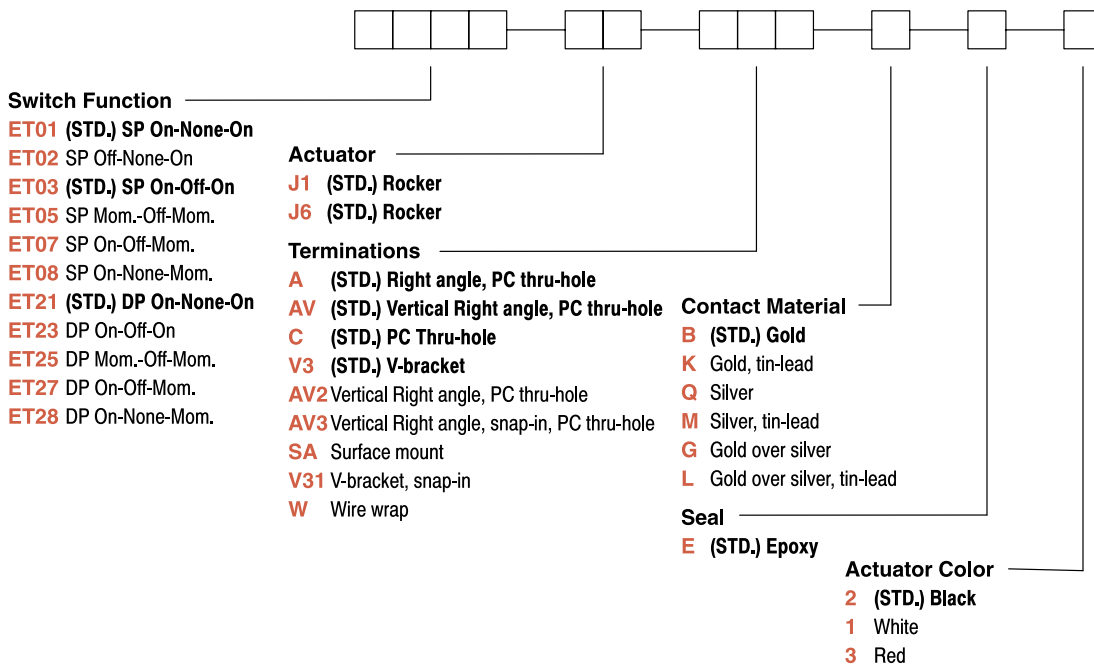 Switch Function
ET01 (STD.) SP On-None-On
ET02 SP Off-None-On
ET03 (STD.) SP On-Off-On
ET05 SP Mom.-Off-Mom.
ET07 SP On-Off-Mom.
ET08 SP On-None-Mom.
ET21 (STD.) DP On-None-On
ET23 DP On-Off-On
ET25 DP Mom.-Off-Mom.
ET27 DP On-Off-Mom.
ET28 DP On-None-Mom.
Actuator
J1 (STD.) Rocker
J6 (STD.) Rocker
Terminations
A (STD.) Right angle, PC thru-hole
AV (STD.) Vertical Right angle, PC thru-hole
C (STD.) PC Thru-hole
V3 (STD.) V-bracket
AV2 Vertical Right angle, PC thru-hole
AV3 Vertical Right angle, snap-in, PC thru-hole
SA Surface mount
V31 V-bracket, snap-in
W Wire wrap
Contact Material
B (STD.) Gold
K Gold, tin-lead
Q Silver
M Silver, tin-lead
G Gold over silver
L Gold over silver, tin-lead
Seal
E (STD.) Epoxy
Actuator Color
2 (STD.) Black
1 White
3 Red